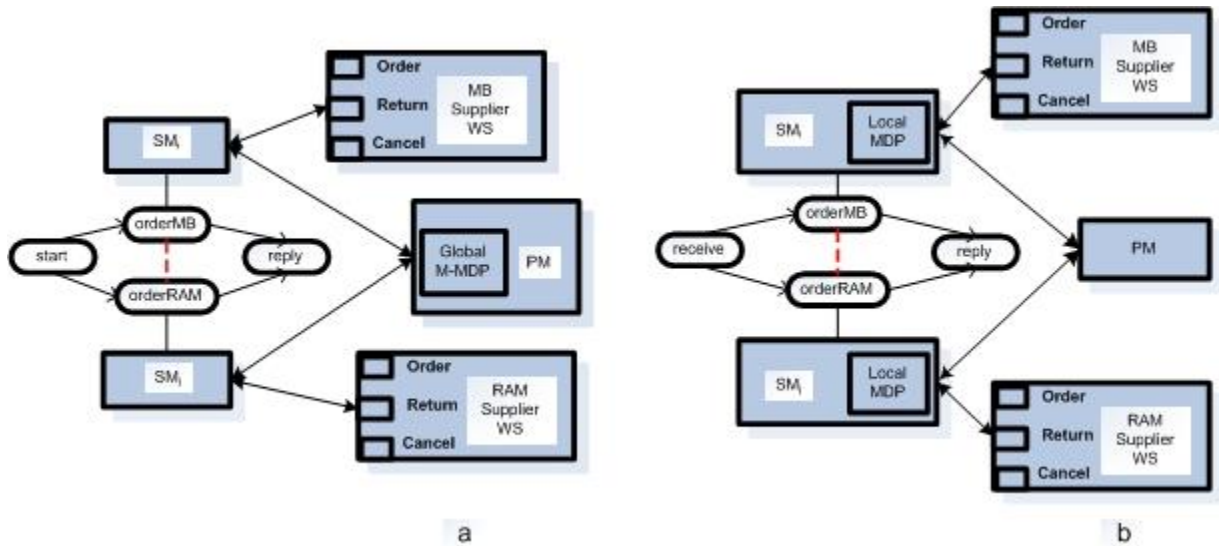 Order
Return
Cancel
MB
Supplier
WS
SMi
orderMB
start
reply
orderRAM
Global
M-MDP
PM
SMj
Order
Return
Cancel
RAM
Supplier
WS
a
Order
Return
Cancel
MB
Supplier
WS
SMi
Local
MDP
orderMB
receive
reply
orderRAM
PM
SMj
Local
MDP
Order
Return
Cancel
RAM
Supplier
WS
b